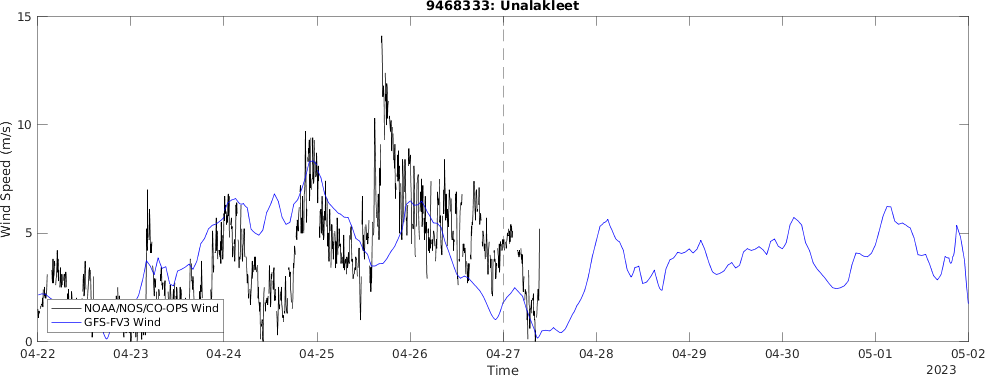 9468333: Unalakleet
Wind Speed (m/s)
15
10
5
0
NOAA/NOS/CO-OPS Wind
GFS-FV3 Wind
04-22 04-23 04-24 04-25 04-26 04-27 04-28 04-29 04-30 05-01 05-02
Time
2023